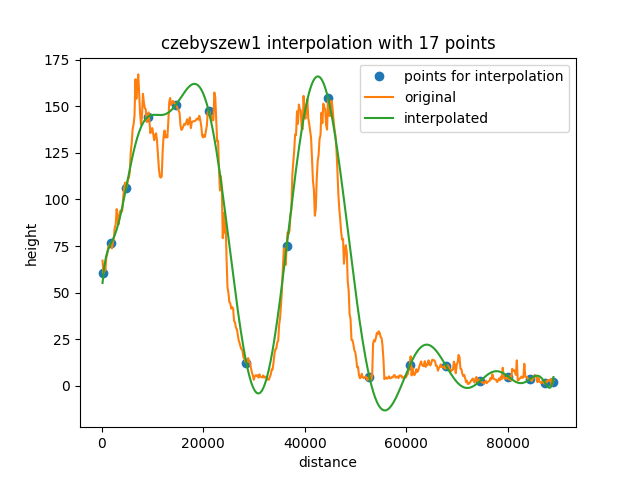 czebyszew1 interpolation with 17 points
points for interpolation
original
interpolated
175
150
125
100
75
50
25
0
height
0 20000 40000 60000 80000
distance